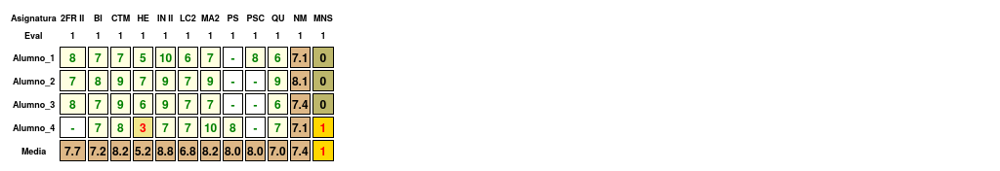 Asignatura 2FR II BI CTM HE IN II LC2 MA2 PS PSC QU NM MNS
Eval 1 1 1 1 1 1 1 1 1 1 1 1
Alumno_1 8 7 7 5 10 6 7 - 8 6 7.1 0
Alumno_2 7 8 9 7 9 7 9 - - 9 8.1 0
Alumno_3 8 7 9 6 9 7 7 - - 6 7.4 0
Alumno_4 - 7 8 3 7 7 10 8 - 7 7.1 1
Media 7.7 7.2 8.2 5.2 8.8 6.8 8.2 8.0 8.0 7.0 7.4 1